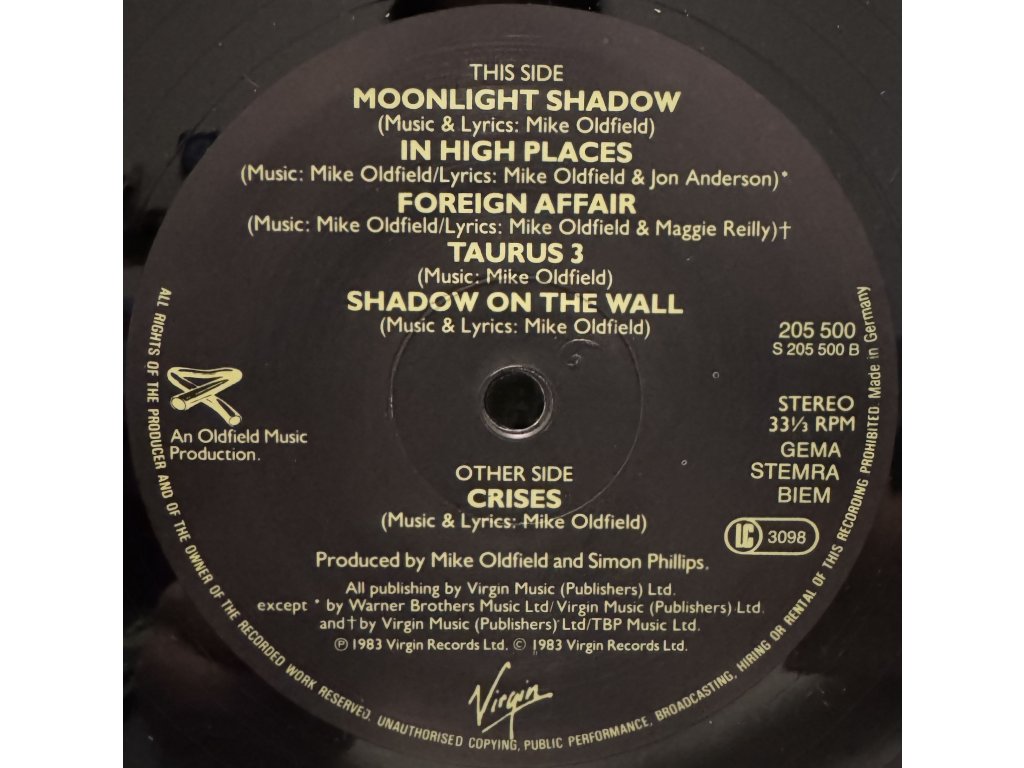 THIS SIDE
MOONLIGHT SHADOW
(Music & Lyrics: Mike Oldfield)
IN HIGH PLACES
(Music: Mike Oldfield/Lyrics: Mike Oldfield & Jon Anderson)*
FOREIGN AFFAIR
(Music: Mike Oldfield/Lyrics: Mike Oldfield & Maggie Reilly)†
TAURUS 3
(Music: Mike Oldfield)
SHADOW ON THE WALL
(Music & Lyrics: Mike Oldfield)
205 500
S 205 500 B
An Oldfield Music
Production.
STEREO
33⅓ RPM
GEMA
STEMRA
BIEM
LC 3098
OTHER SIDE
CRISES
(Music & Lyrics: Mike Oldfield)
Produced by Mike Oldfield and Simon Phillips.
All publishing by Virgin Music (Publishers) Ltd.
except * by Warner Brothers Music Ltd/Virgin Music (Publishers) Ltd.
and † by Virgin Music (Publishers) Ltd/TBP Music Ltd.
℗ 1983 Virgin Records Ltd. © 1983 Virgin Records Ltd.
Virgin
ALL RIGHTS OF THE PRODUCER AND OF THE OWNER OF THE RECORDED WORK RESERVED. UNAUTHORISED COPYING, PUBLIC PERFORMANCE, BROADCASTING, HIRING OR RENTAL OF THIS RECORDING PROHIBITED. Made in Germany